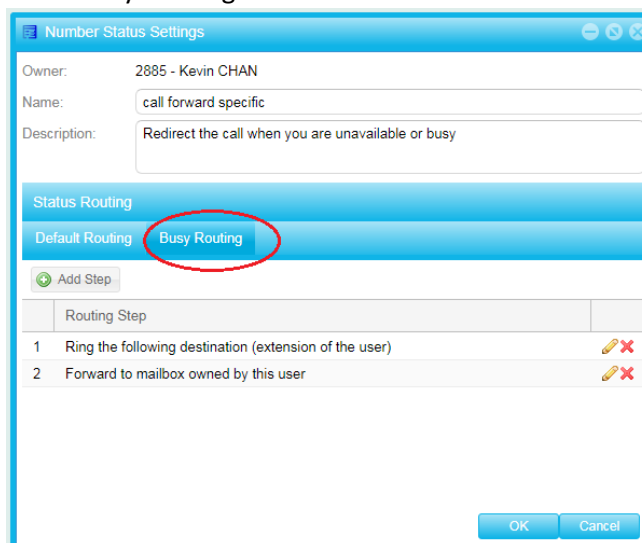 Number Status Settings
Owner: 2885 - Kevin CHAN
Name: call forward specific
Description: Redirect the call when you are unavailable or busy
Status Routing
Default Routing Busy Routing
Add Step
Routing Step
1 Ring the following destination (extension of the user)
2 Forward to mailbox owned by this user
OK Cancel